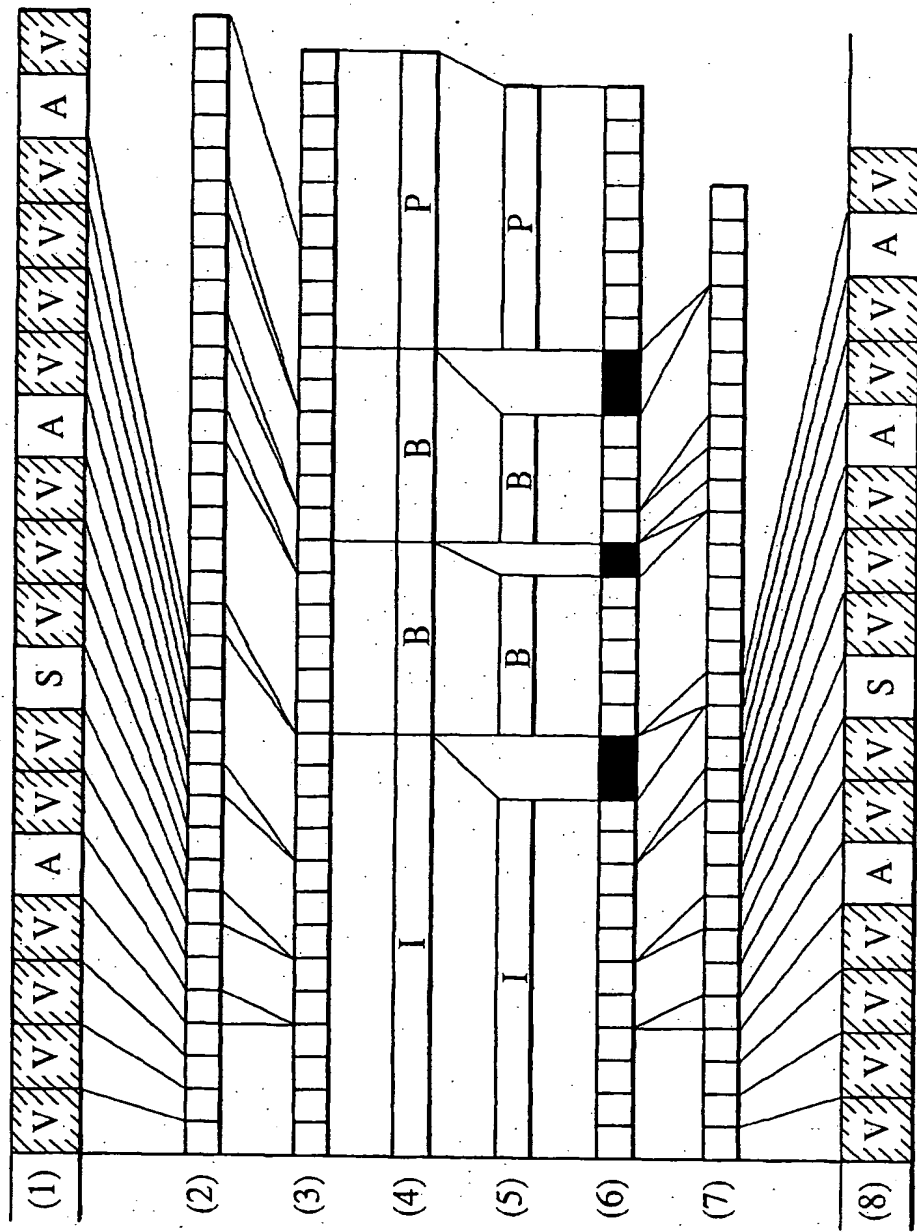 (1) V V V V A V V S V V V A V V V V A V
(2)
(3)
(4) I B B P
(5) I B B P
(6)
(7)
(8) V V V V A V V S V V V A V V A V